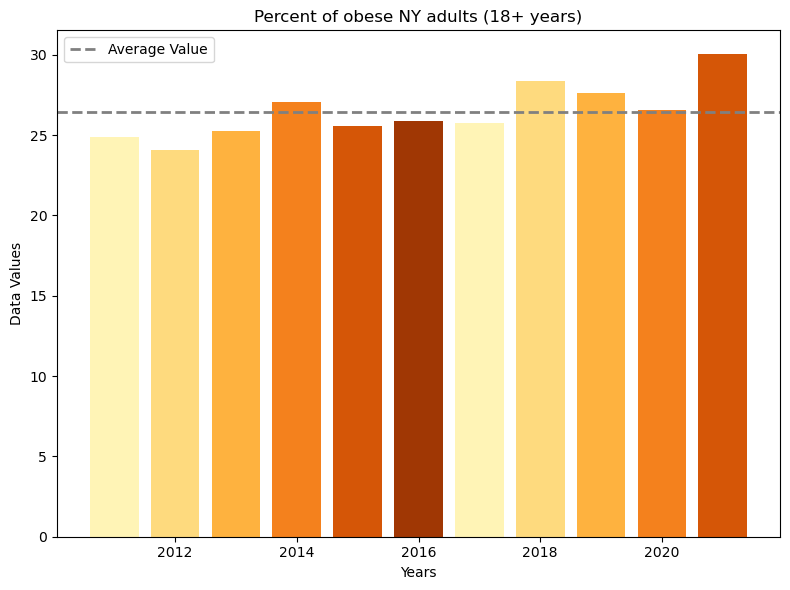 Percent of obese NY adults (18+ years)
Average Value
Data Values
30
25
20
15
10
5
0
2012 2014 2016 2018 2020
Years